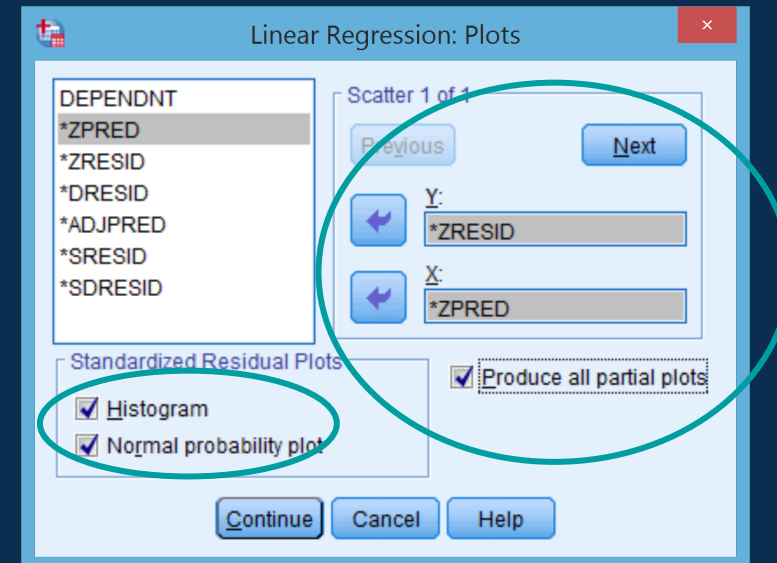 Linear Regression: Plots
×
DEPENDNT
*ZPRED
*ZRESID
*DRESID
*ADJPRED
*SRESID
*SDRESID
Scatter 1 of 1
Previous
Next
Y:
*ZRESID
X:
*ZPRED
Standardized Residual Plots
Histogram
Normal probability plot
Produce all partial plots
Continue
Cancel
Help